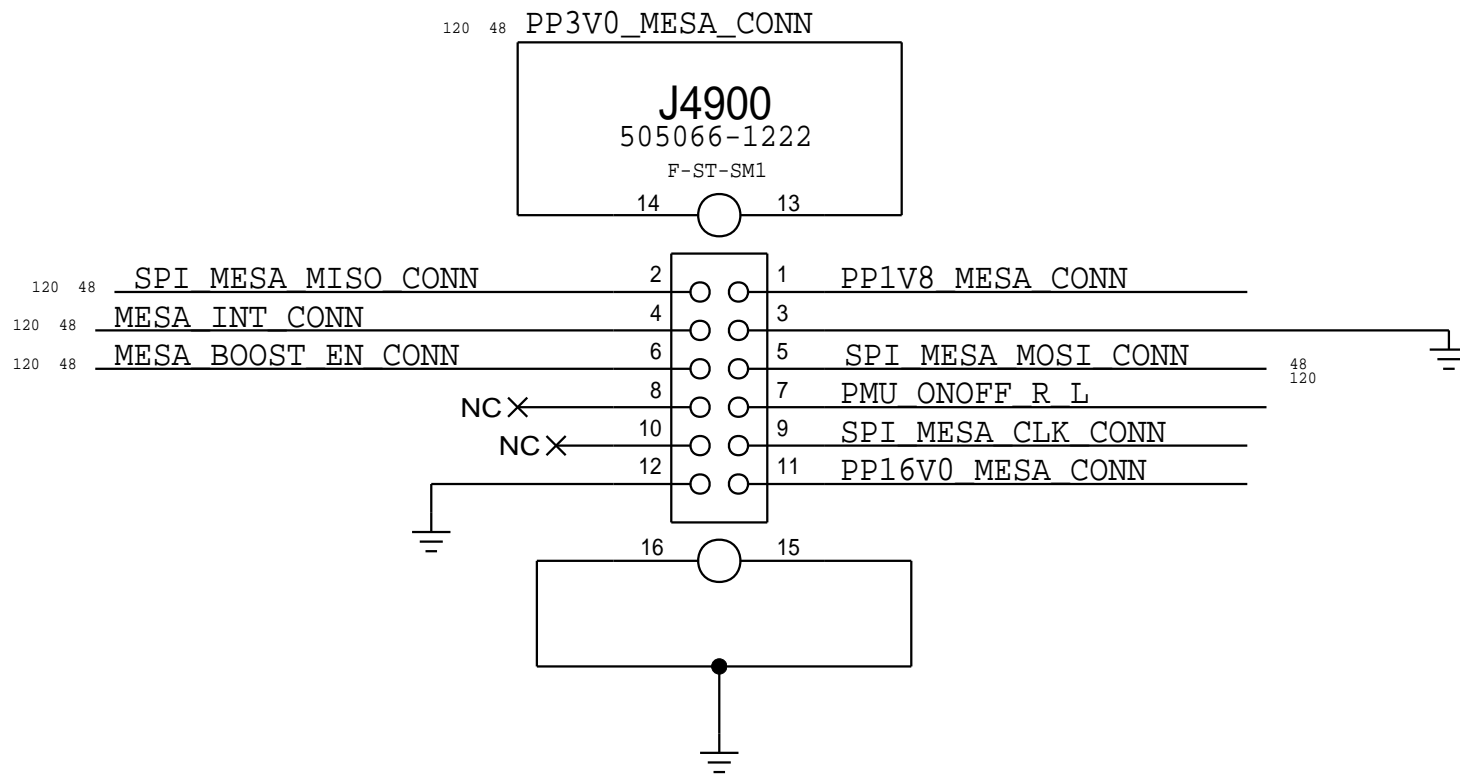 120 48 PP3V0_MESA_CONN
J4900
505066-1222
F-ST-SM1
14 13
120 48 SPI_MESA_MISO_CONN 2 1 PP1V8_MESA_CONN
120 48 MESA_INT_CONN 4 3
120 48 MESA_BOOST_EN_CONN 6 5 SPI_MESA_MOSI_CONN 48
120
NC 8 7 PMU_ONOFF_R_L
NC 10 9 SPI_MESA_CLK_CONN
12 11 PP16V0_MESA_CONN
16 15